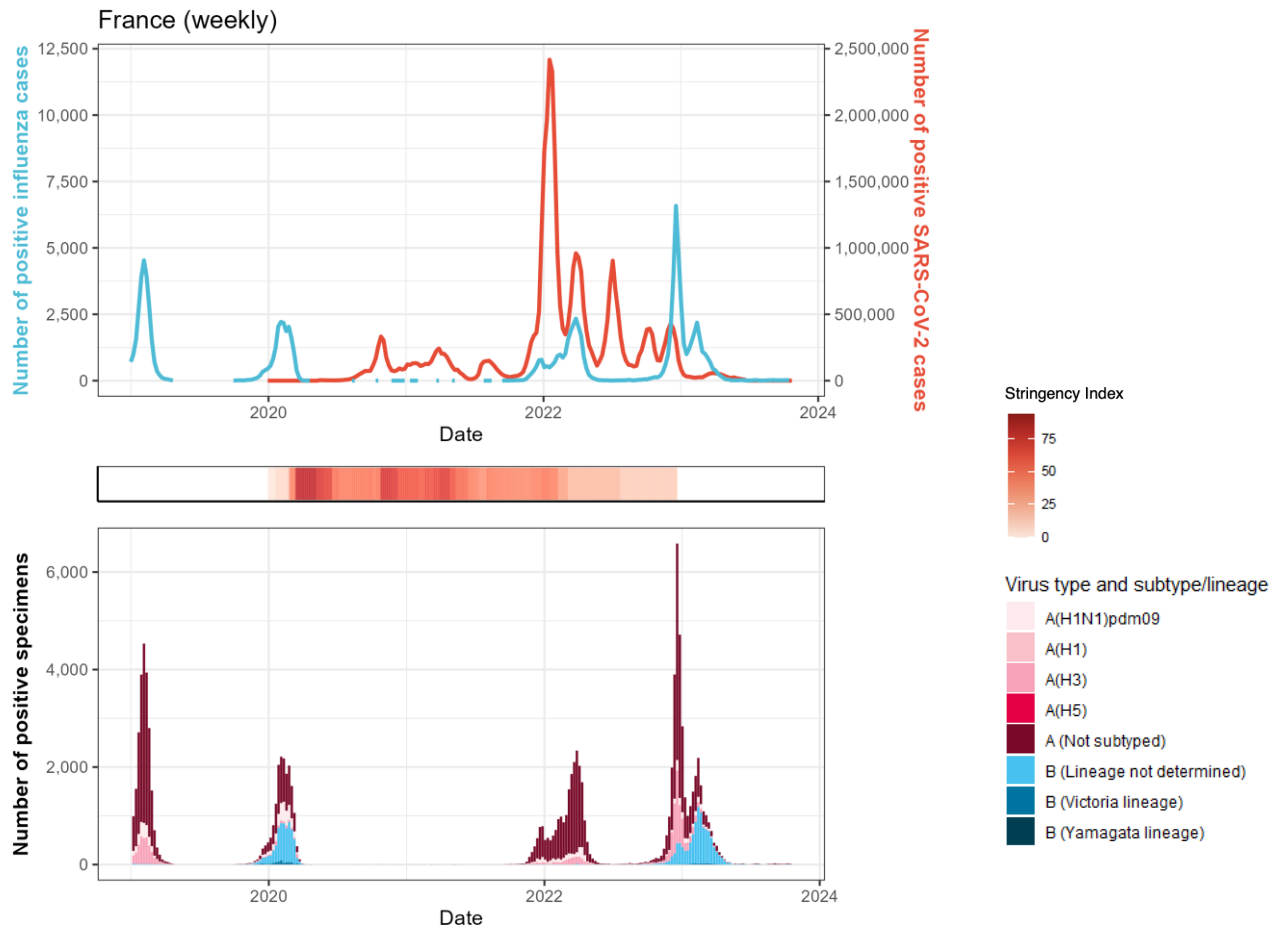 France (weekly)
Number of positive influenza cases
12,500
10,000
7,500
5,000
2,500
0
2,500,000
2,000,000
1,500,000
1,000,000
500,000
0
Number of positive SARS-CoV-2 cases
2020
2022
2024
Date
Stringency Index
75
50
25
0
Number of positive specimens
6,000
4,000
2,000
0
2020
2022
2024
Date
Virus type and subtype/lineage
A(H1N1)pdm09
A(H1)
A(H3)
A(H5)
A (Not subtyped)
B (Lineage not determined)
B (Victoria lineage)
B (Yamagata lineage)